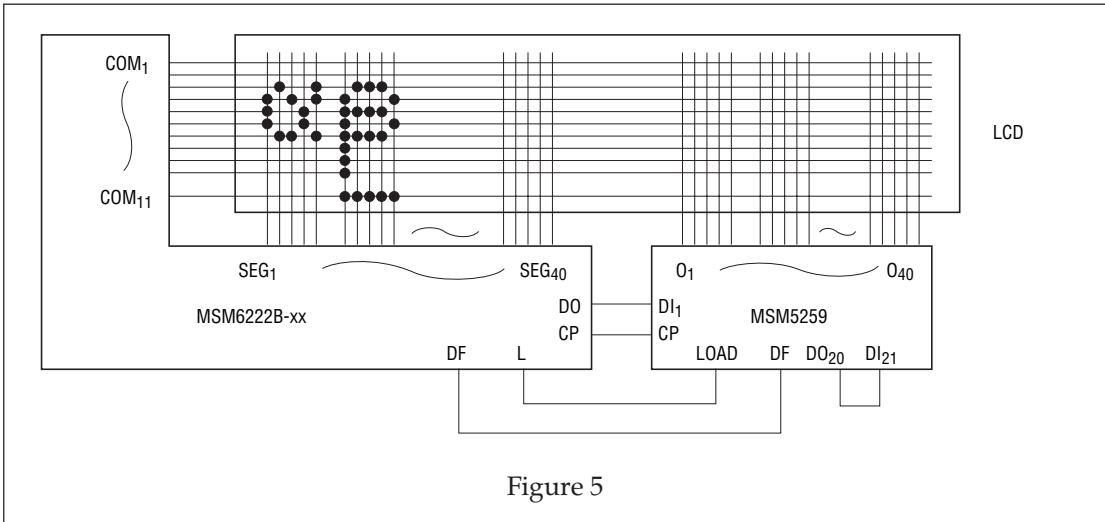 COM1
LCD
COM11
SEG1 SEG40 O1 O40
MSM6222B-xx DO DI1 MSM5259
CP CP
DF L LOAD DF DO20 DI21
Figure 5